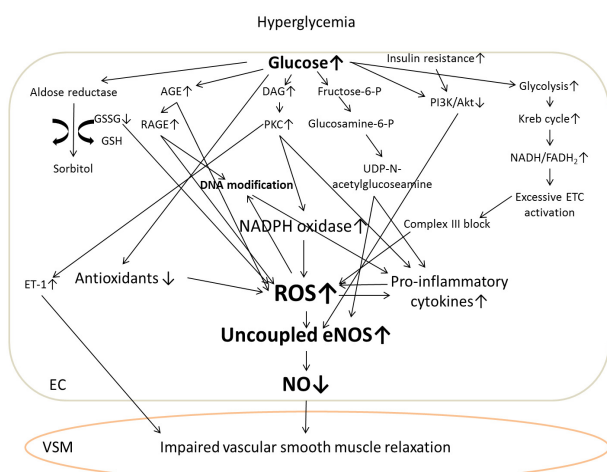 Hyperglycemia
Glucose↑
Insulin resistance↑
Aldose reductase
AGE↑
DAG↑
Fructose-6-P
PI3K/Akt↓
Glycolysis↑
GSSG↓
GSH
RAGE↑
PKC↑
Glucosamine-6-P
Kreb cycle↑
Sorbitol
NADH/FADH₂↑
DNA modification
UDP-N-
acetylglucoseamine
Excessive ETC
activation
NADPH oxidase↑
Complex III block
ET-1↑
Antioxidants↓
ROS↑
Pro-inflammatory
cytokines↑
Uncoupled eNOS↑
EC
NO↓
VSM
Impaired vascular smooth muscle relaxation